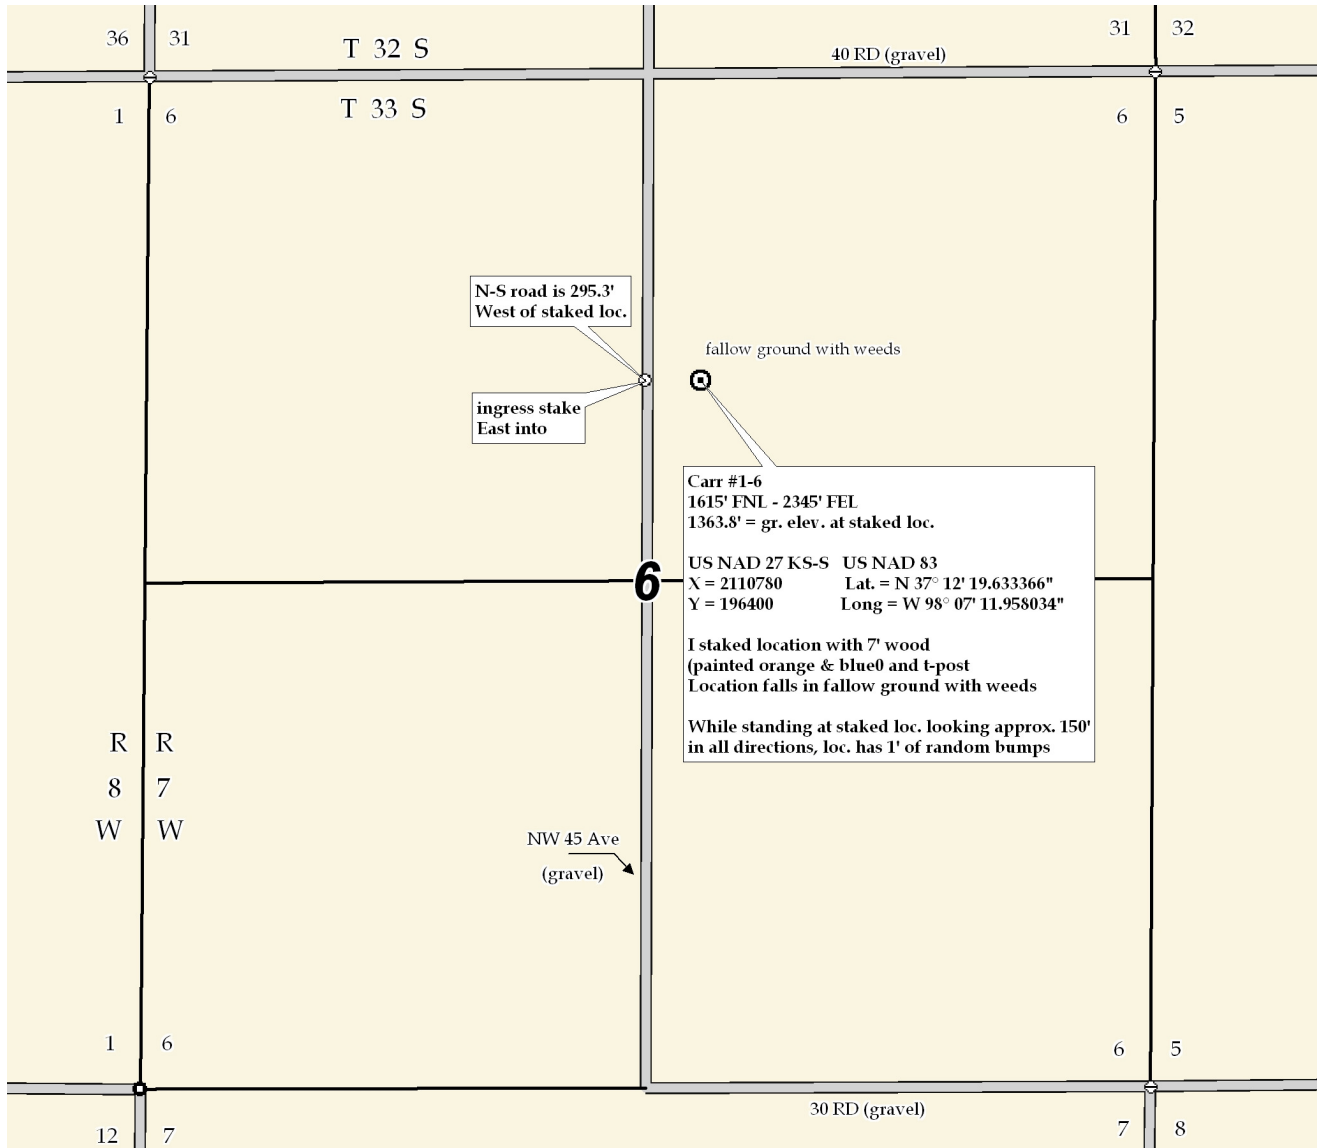 36 31
T 32 S
31 32
40 RD (gravel)
1 6
T 33 S
6 5
N-S road is 295.3'
West of staked loc.
fallow ground with weeds
ingress stake
East into
Carr #1-6
1615' FNL - 2345' FEL
1363.8' = gr. elev. at staked loc.
US NAD 27 KS-S US NAD 83
X = 2110780 Lat. = N 37° 12' 19.633366"
Y = 196400 Long = W 98° 07' 11.958034"
I staked location with 7' wood
(painted orange & blue0 and t-post
Location falls in fallow ground with weeds
While standing at staked loc. looking approx. 150'
in all directions, loc. has 1' of random bumps
6
R R
8 7
W W
NW 45 Ave
(gravel)
1 6
6 5
30 RD (gravel)
12 7
7 8